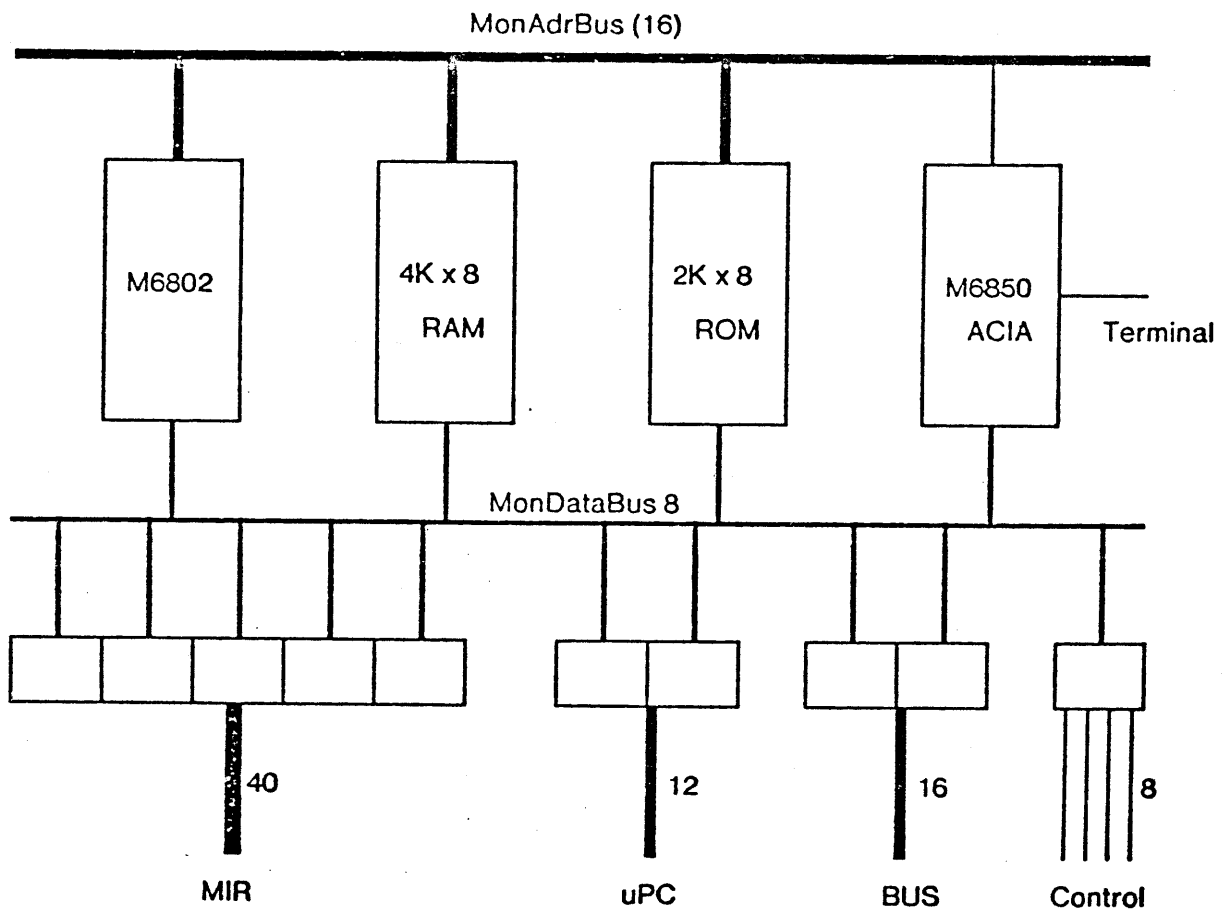 MonAdrBus (16)
M6802
4K x 8
RAM
2K x 8
ROM
M6850
ACIA
Terminal
MonDataBus 8
40
12
16
8
MIR
uPC
BUS
Control